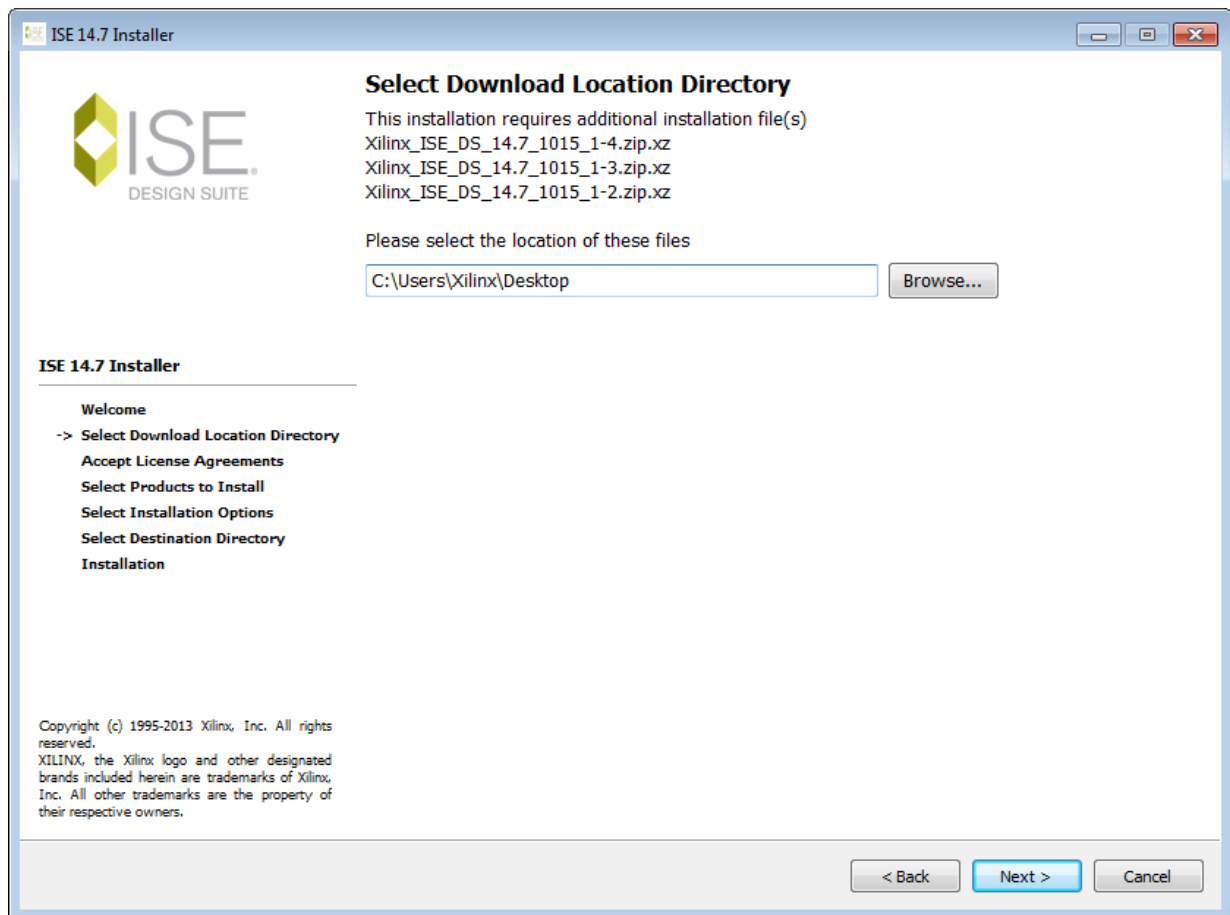 ISE 14.7 Installer
ISE.
DESIGN SUITE
Select Download Location Directory
This installation requires additional installation file(s)
Xilinx_ISE_DS_14.7_1015_1-4.zip.xz
Xilinx_ISE_DS_14.7_1015_1-3.zip.xz
Xilinx_ISE_DS_14.7_1015_1-2.zip.xz
Please select the location of these files
C:\Users\Xilinx\Desktop
Browse...
ISE 14.7 Installer
Welcome
-> Select Download Location Directory
Accept License Agreements
Select Products to Install
Select Installation Options
Select Destination Directory
Installation
Copyright (c) 1995-2013 Xilinx, Inc. All rights
reserved.
XILINX, the Xilinx logo and other designated
brands included herein are trademarks of Xilinx,
Inc. All other trademarks are the property of
their respective owners.
< Back
Next >
Cancel